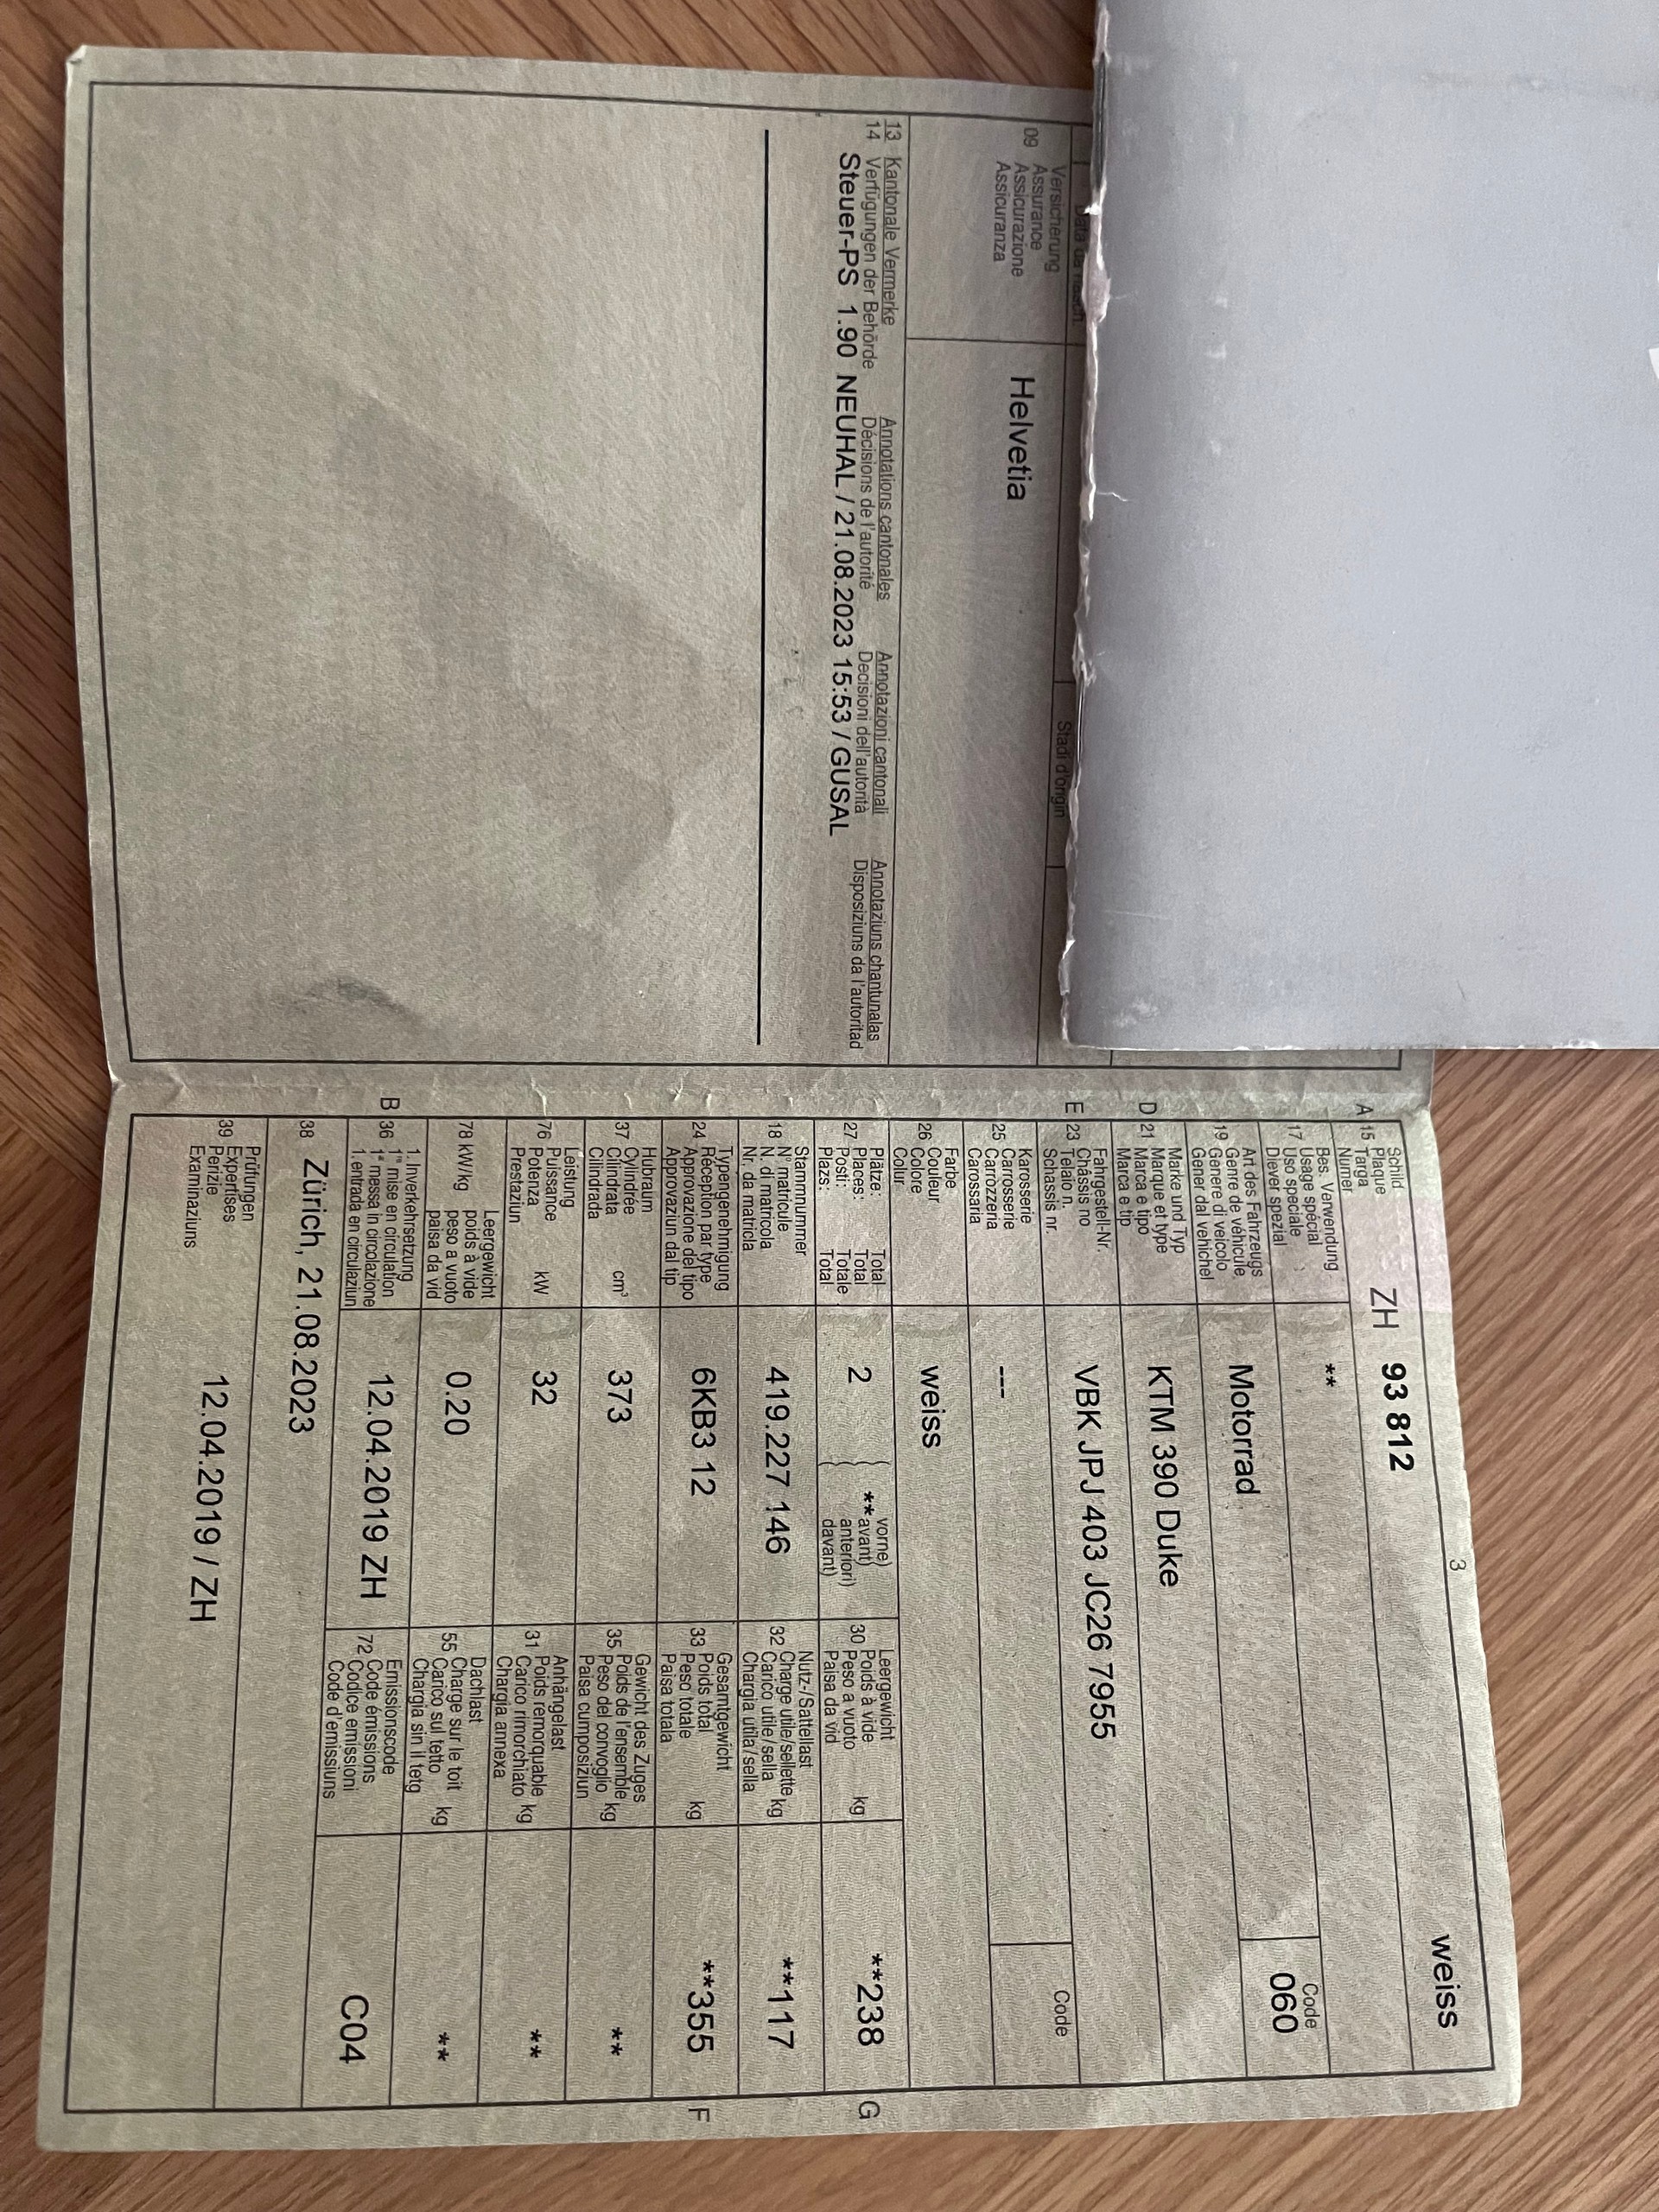 Data da naschi
Stadi d'origin
09 Versicherung
Assurance
Assicurazione
Assicuranza
Helvetia
13 Kantonale Vermerke Annotations cantonales Annotazioni cantonali Annotaziuns chantunalas
14 Verfügungen der Behörde Décisions de l'autorité Decisioni dell'autorità Disposiziuns da l'autoritad
Steuer-PS 1.90 NEUHAL / 21.08.2023 15:53 / GUSAL
3
weiss
A 15 Schild
Plaque
Targa
Numer
ZH 93 812
17 Bes. Verwendung
Usage spécial
Uso speciale
Diever spezial
**
19 Art des Fahrzeugs
Genre de véhicule
Genere di veicolo
Gener dal vehichel
Motorrad
Code
060
D 21 Marke und Typ
Marque et type
Marca e tipo
Marca e tip
KTM 390 Duke
E 23 Fahrgestell-Nr.
Châssis no
Telaio n.
Schassis nr.
VBK JPJ 403 JC26 7955
25 Karosserie
Carrosserie
Carrozzeria
Carossaria
---
Code
26 Farbe
Couleur
Colore
Colur
weiss
27 Plätze: Total
Places: Total
Posti: Totale
Plazs: Total
2
** vorne)
avant)
anteriori)
davant)
30 Leergewicht
Poids à vide
Peso a vuoto
Paisa da vid
kg
**238
G
18 Stammnummer
N° matricule
N. di matricola
Nr. da matricla
419.227 146
32 Nutz-/Sattellast
Charge utile/sellette
Carico utile/sella
Chargia utila/sella
kg
**117
24 Typengenehmigung
Réception par type
Approvazione del tipo
Approvaziun dal tip
6KB3 12
33 Gesamtgewicht
Poids total
Peso totale
Paisa totala
kg
**355
F
37 Hubraum
Cylindrée
Cilindrata
Cilindrada
cm³
373
35 Gewicht des Zuges
Poids de l'ensemble
Peso del convoglio
Paisa cumposiziun
kg
**
76 Leistung
Puissance
Potenza
Prestaziun
kW
32
31 Anhängelast
Poids remorquable
Carico rimorchiato
Chargia annexa
kg
**
78 kW/kg Leergewicht
poids à vide
peso a vuoto
paisa da vid
0.20
55 Dachlast
Charge sur le toit
Carico sul tetto
Chargia sin il tetg
kg
**
B 36 1. Inverkehrsetzung
1re mise en circulation
1a messa in circolazione
1. entrada en circulaziun
12.04.2019 ZH
72 Emissionscode
Code émissions
Codice emissioni
Code d'emissiuns
C04
38 Zürich, 21.08.2023
39 Prüfungen
Expertises
Perizie
Examinaziuns
12.04.2019 / ZH